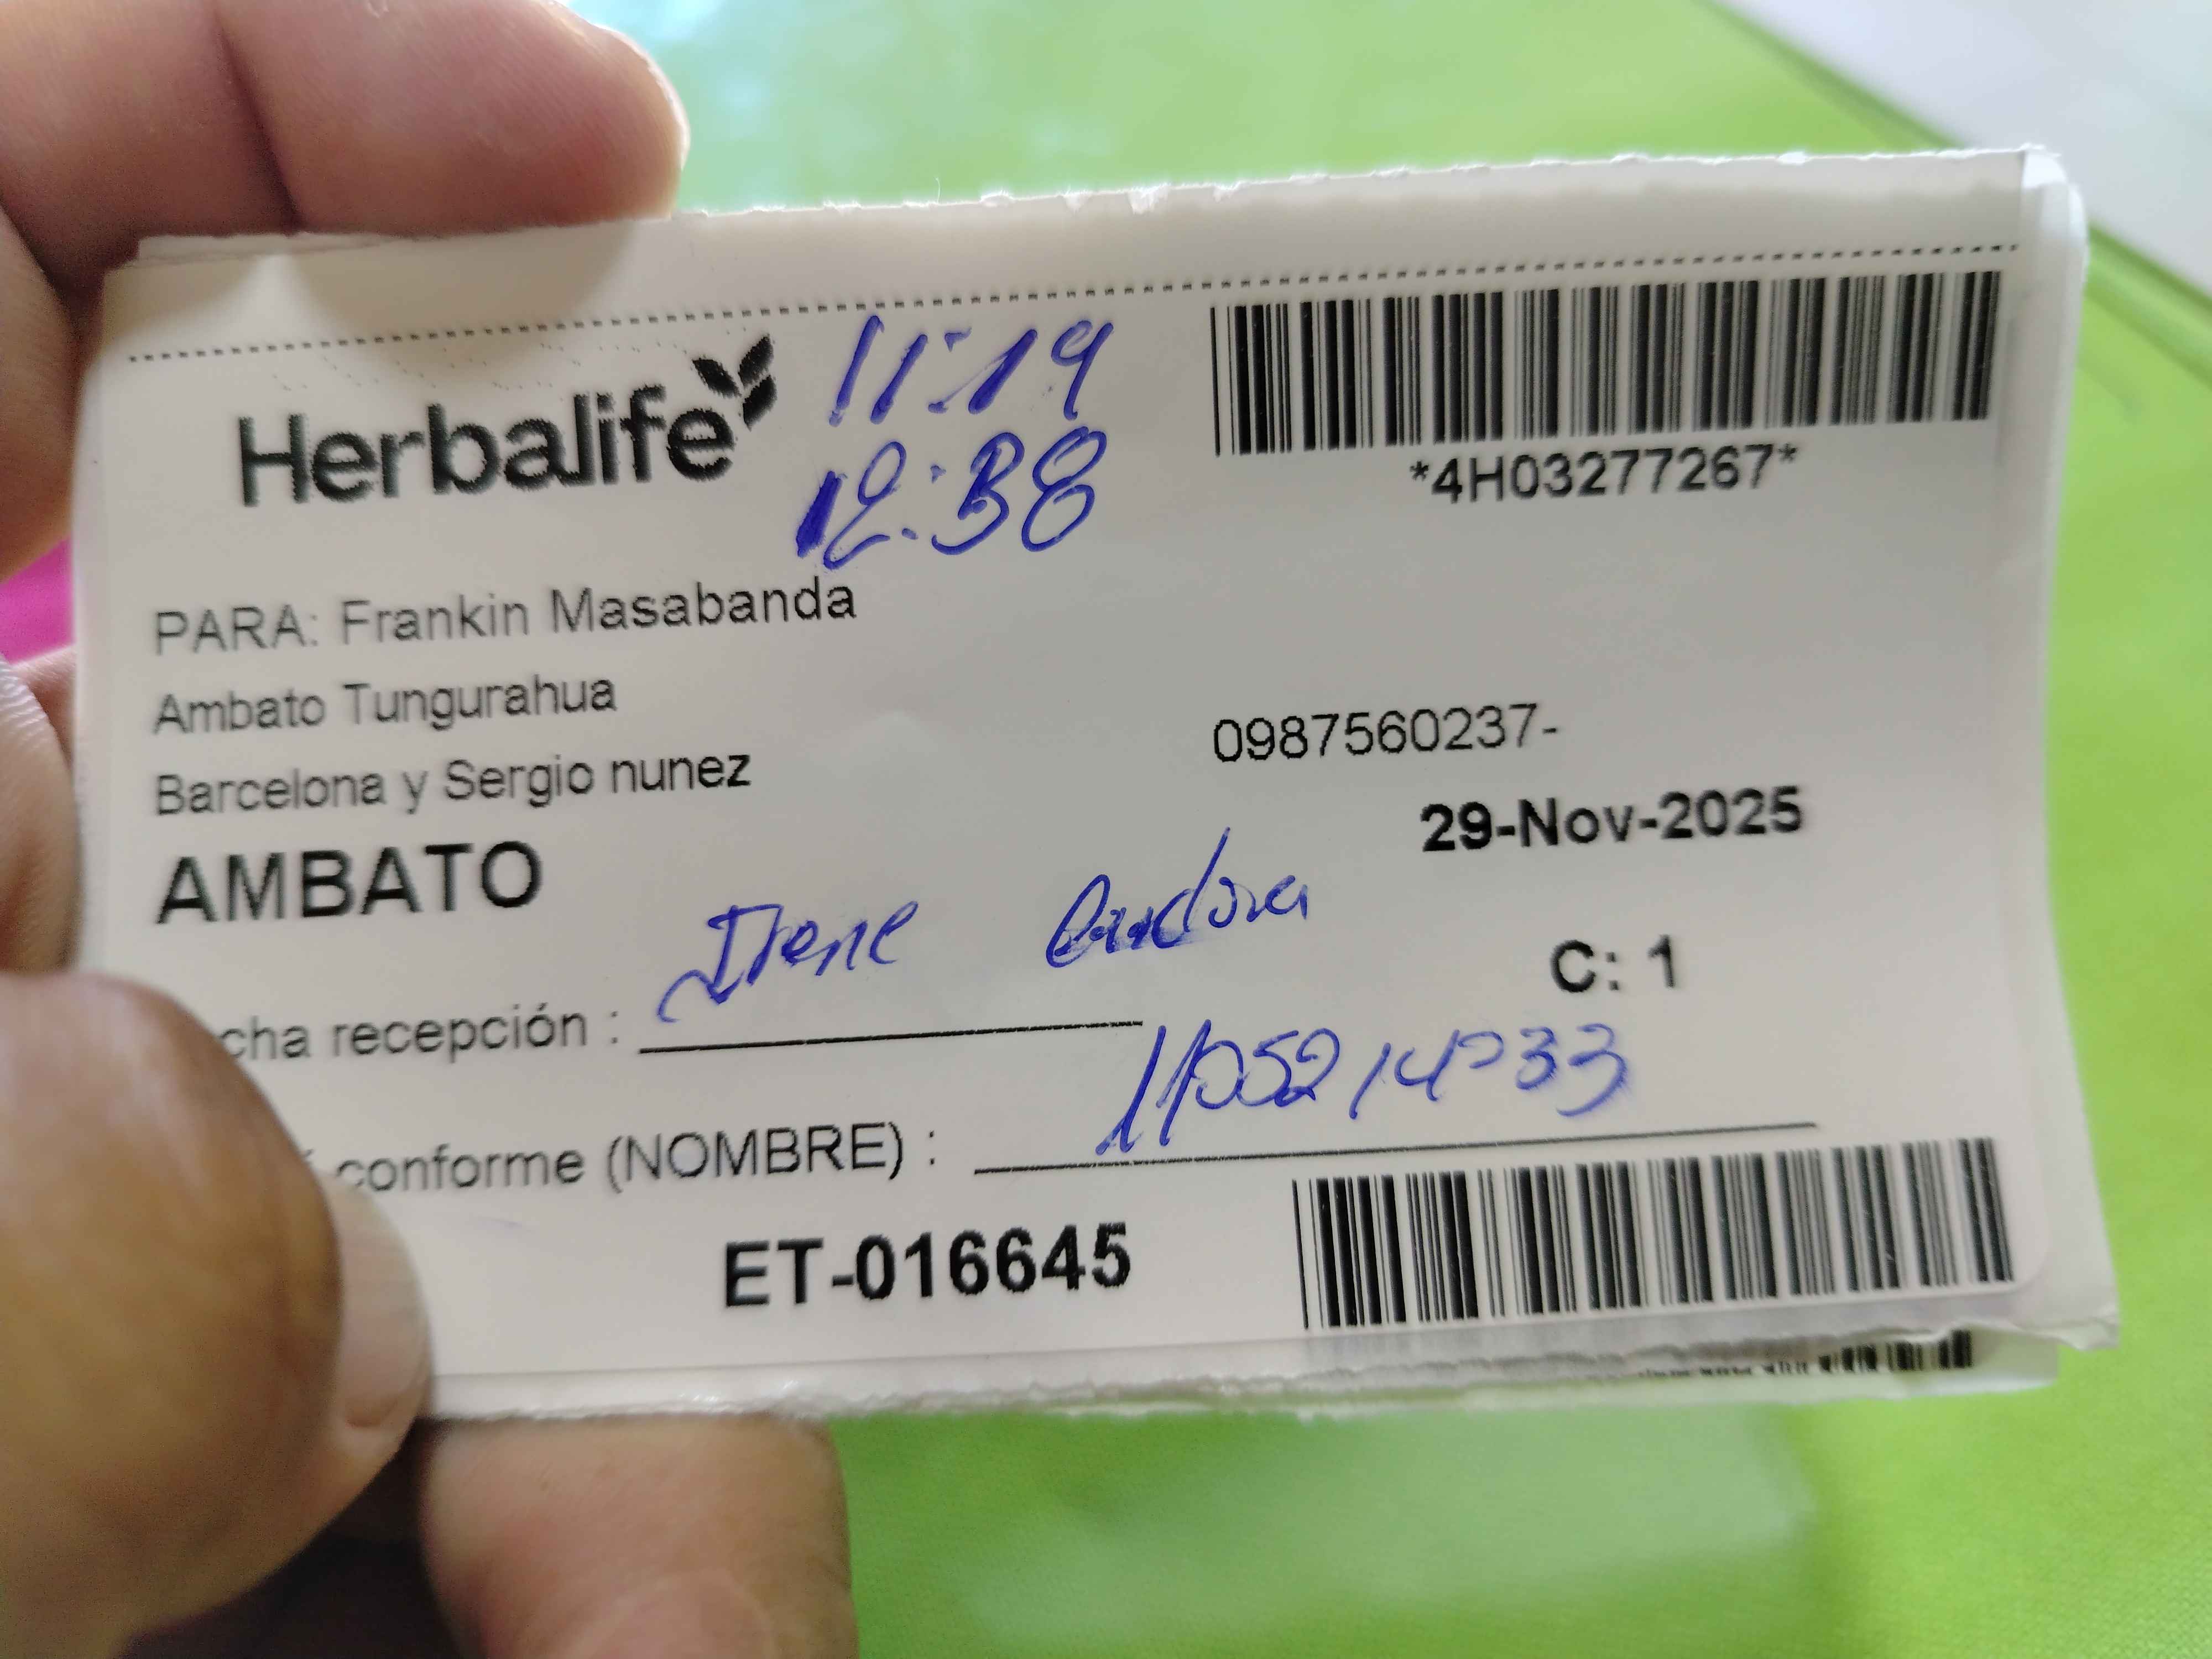 Herbalife
11:19
12:38
*4H03277267*
PARA: Frankin Masabanda
Ambato Tungurahua
Barcelona y Sergio nunez
0987560237-
AMBATO
29-Nov-2025
Irene
C: 1
cha recepción :
conforme (NOMBRE) :
ET-016645